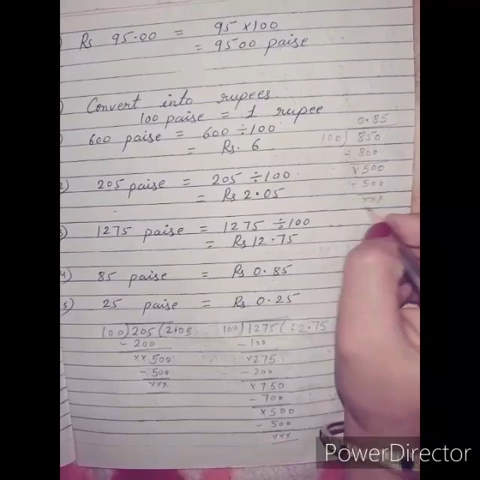 Rs 95.00 = 95 × 100
= 9500 paise
Convert into rupees
100 paise = 1 rupee
600 paise = 600 ÷ 100
= Rs. 6
205 paise = 205 ÷ 100
= Rs 2.05
3) 1275 paise = 1275 ÷ 100
= Rs 12.75
4) 85 paise = Rs 0.85
5) 25 paise = Rs 0.25
0.85
100) 850
- 800
×500
- 500
×××
100) 205 ( 2.05
- 200
××500
- 500
×××
100) 1275 ( 12.75
- 100
×275
- 200
×750
- 700
×500
- 500
×××
PowerDirector